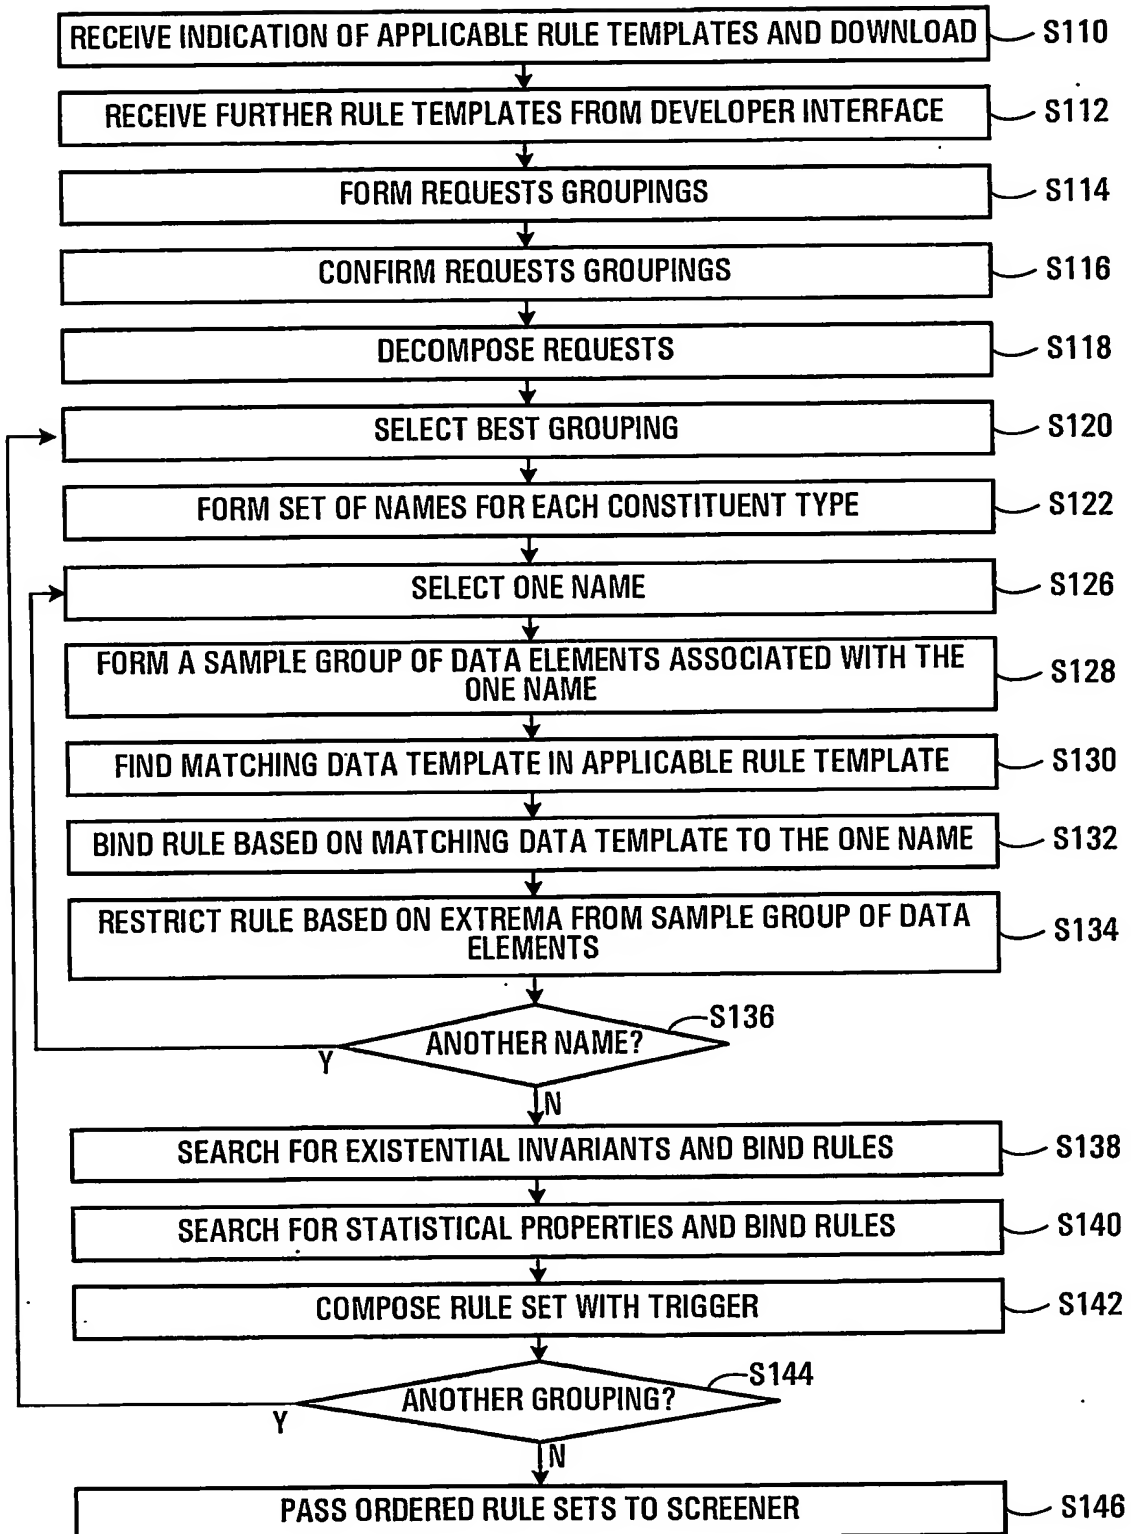 RECEIVE INDICATION OF APPLICABLE RULE TEMPLATES AND DOWNLOAD S110
RECEIVE FURTHER RULE TEMPLATES FROM DEVELOPER INTERFACE S112
FORM REQUESTS GROUPINGS S114
CONFIRM REQUESTS GROUPINGS S116
DECOMPOSE REQUESTS S118
SELECT BEST GROUPING S120
FORM SET OF NAMES FOR EACH CONSTITUENT TYPE S122
SELECT ONE NAME S126
FORM A SAMPLE GROUP OF DATA ELEMENTS ASSOCIATED WITH THE
ONE NAME S128
FIND MATCHING DATA TEMPLATE IN APPLICABLE RULE TEMPLATE S130
BIND RULE BASED ON MATCHING DATA TEMPLATE TO THE ONE NAME S132
RESTRICT RULE BASED ON EXTREMA FROM SAMPLE GROUP OF DATA
ELEMENTS S134
ANOTHER NAME? S136
Y
N
SEARCH FOR EXISTENTIAL INVARIANTS AND BIND RULES S138
SEARCH FOR STATISTICAL PROPERTIES AND BIND RULES S140
COMPOSE RULE SET WITH TRIGGER S142
ANOTHER GROUPING? S144
Y
N
PASS ORDERED RULE SETS TO SCREENER S146